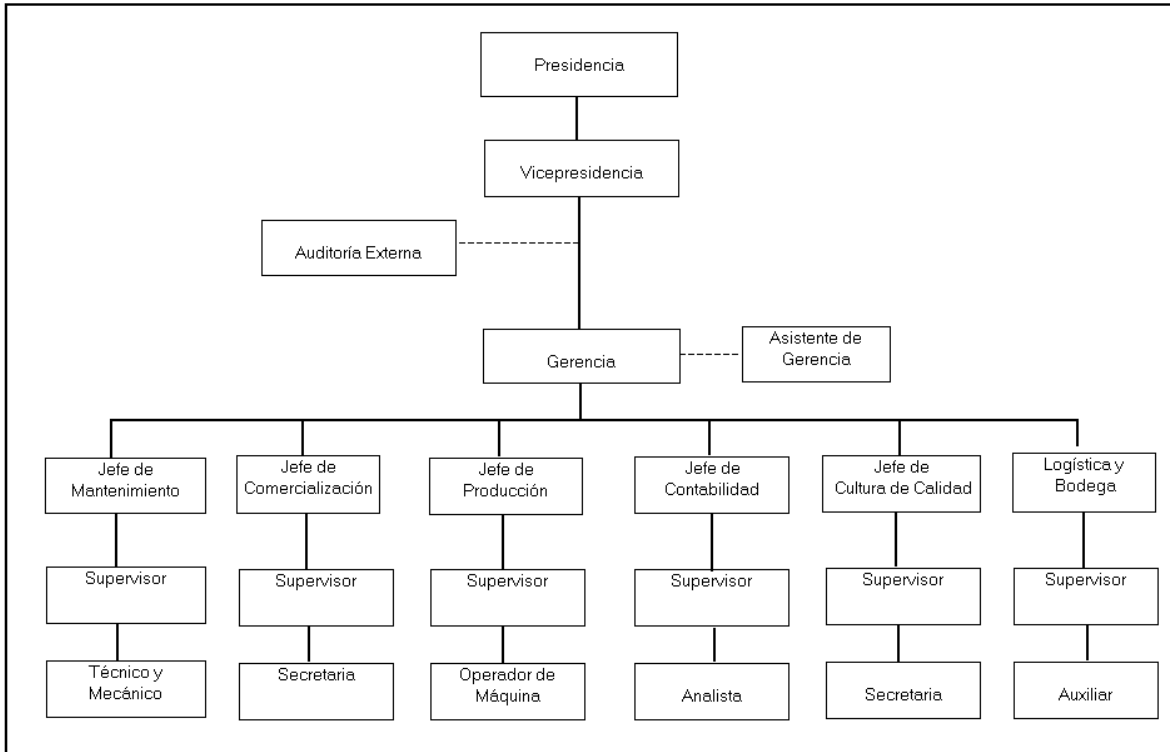 Presidencia
Vicepresidencia
Auditoría Externa
Gerencia
Asistente de
Gerencia
Jefe de
Mantenimiento
Jefe de
Comercialización
Jefe de
Producción
Jefe de
Contabilidad
Jefe de
Cultura de Calidad
Logística y
Bodega
Supervisor
Supervisor
Supervisor
Supervisor
Supervisor
Supervisor
Técnico y
Mecánico
Secretaria
Operador de
Máquina
Analista
Secretaria
Auxiliar